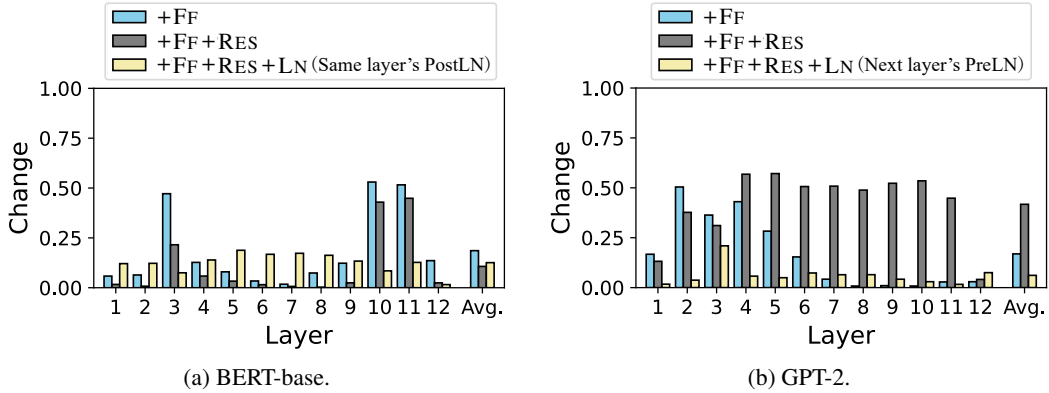 +FF
+FF+RES
+FF+RES+LN (Same layer's PostLN)
1.00
0.75
0.50
0.25
0.00
Change
1 2 3 4 5 6 7 8 9 10 11 12 Avg.
Layer
(a) BERT-base.
+FF
+FF+RES
+FF+RES+LN (Next layer's PreLN)
1.00
0.75
0.50
0.25
0.00
Change
1 2 3 4 5 6 7 8 9 10 11 12 Avg.
Layer
(b) GPT-2.